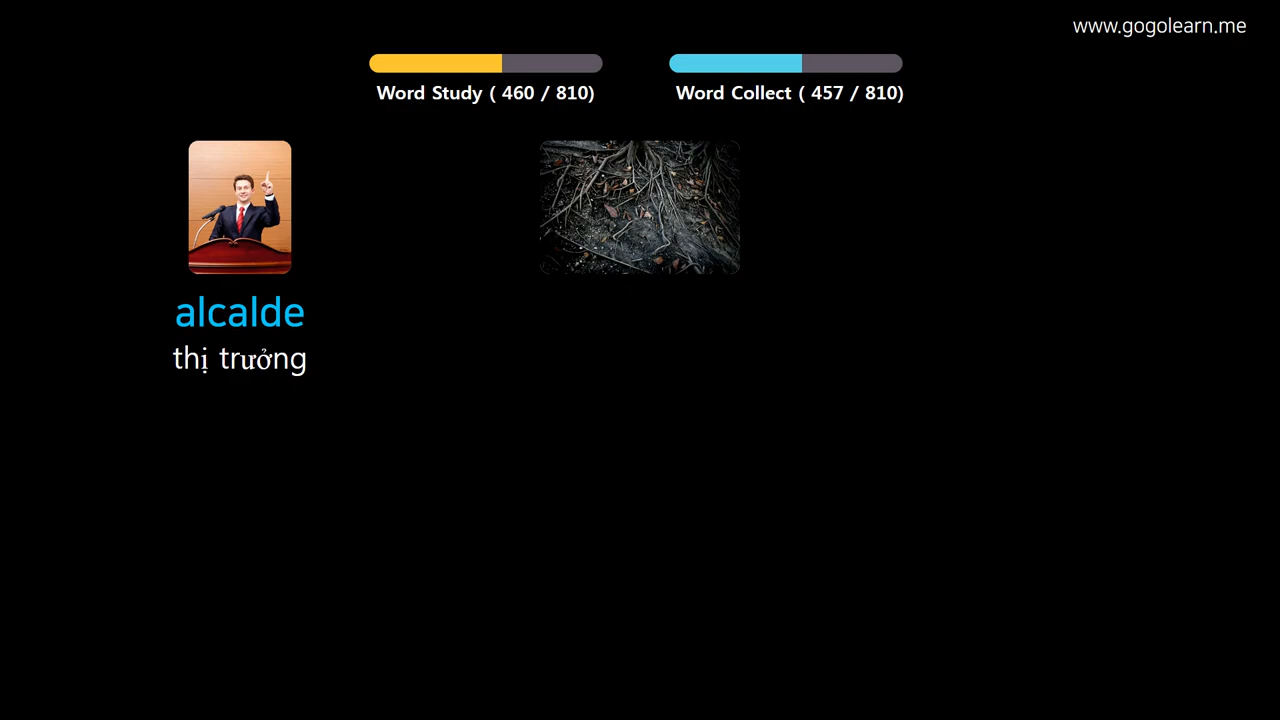 www.gogolearn.me
Word Study ( 460 / 810)
Word Collect ( 457 / 810)
alcalde
thị trưởng